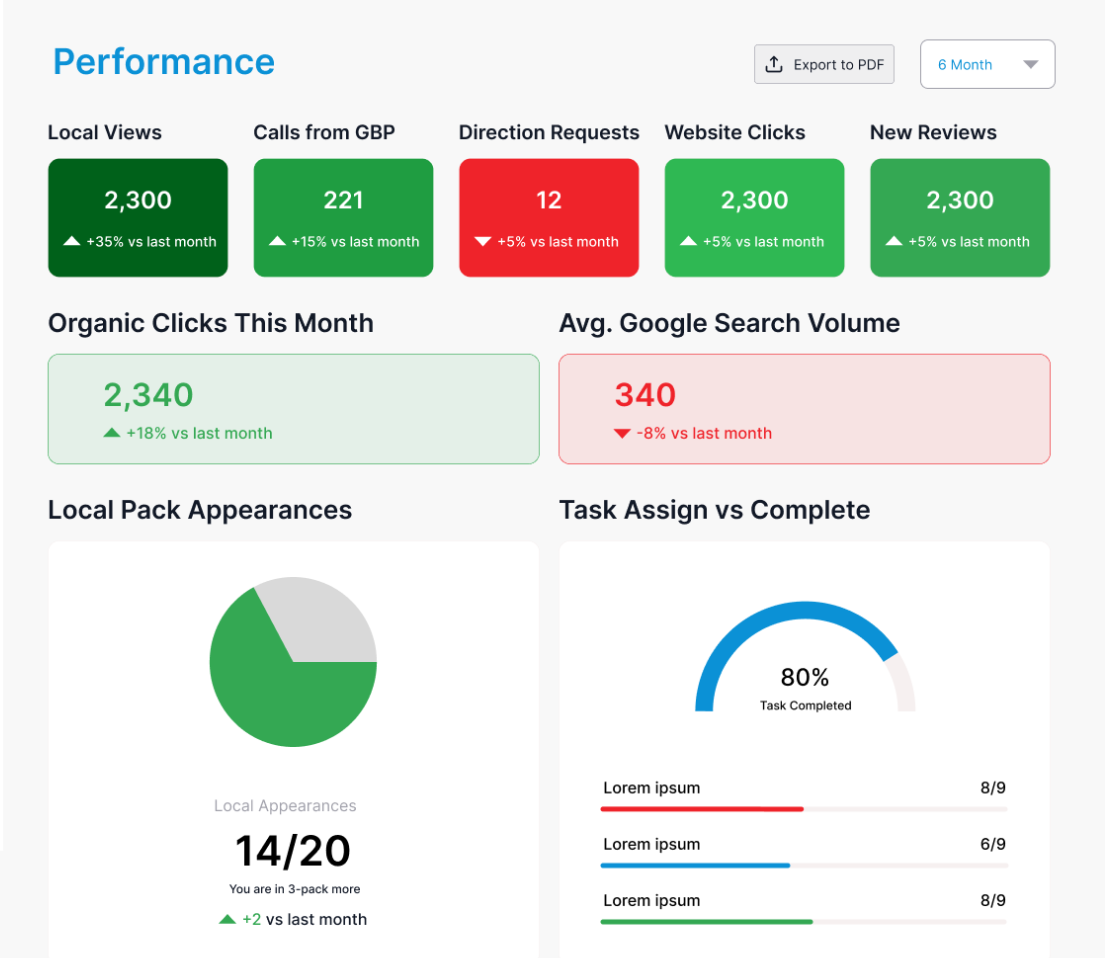 Performance
Export to PDF
6 Month
Local Views
Calls from GBP
Direction Requests
Website Clicks
New Reviews
2,300
+35% vs last month
221
+15% vs last month
12
+5% vs last month
2,300
+5% vs last month
2,300
+5% vs last month
Organic Clicks This Month
Avg. Google Search Volume
2,340
+18% vs last month
340
-8% vs last month
Local Pack Appearances
Task Assign vs Complete
Local Appearances
14/20
You are in 3-pack more
+2 vs last month
80%
Task Completed
Lorem ipsum 8/9
Lorem ipsum 6/9
Lorem ipsum 8/9